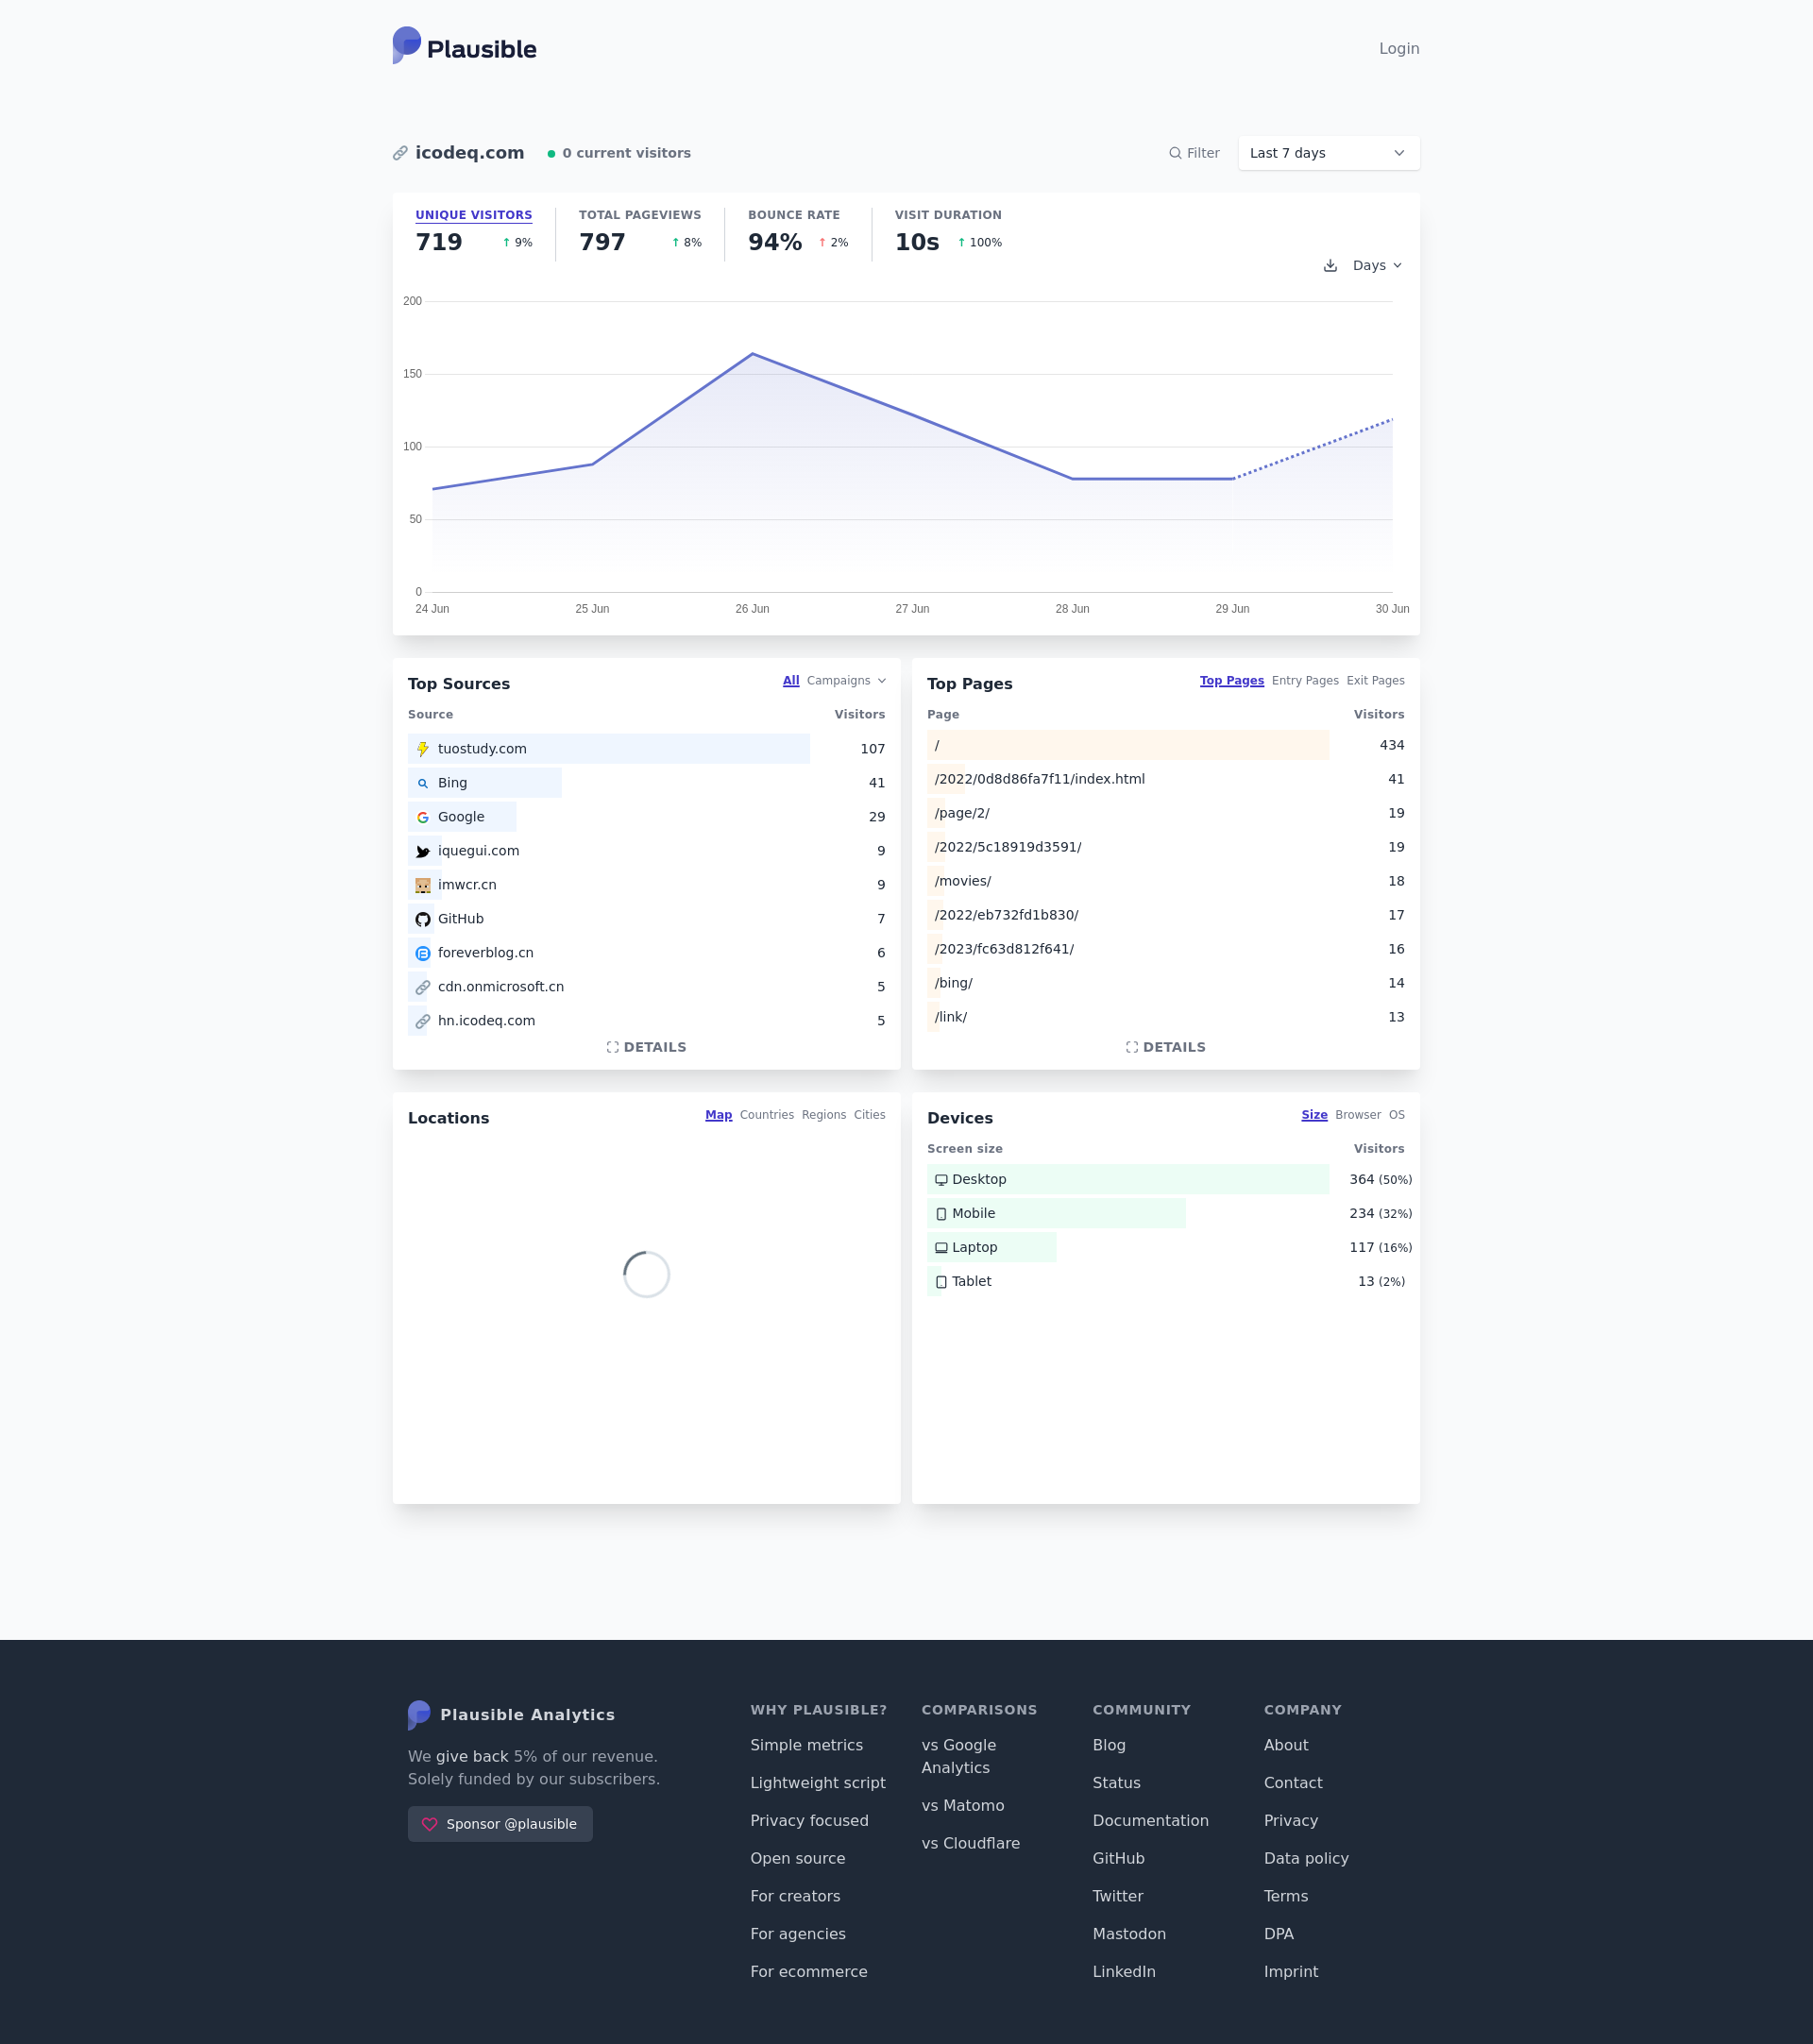 Plausible
Login
icodeq.com
0 current visitors
Filter
Last 7 days
UNIQUE VISITORS
719 ↑ 9%
TOTAL PAGEVIEWS
797 ↑ 8%
BOUNCE RATE
94% ↑ 2%
VISIT DURATION
10s ↑ 100%
Days
200
150
100
50
0
24 Jun 25 Jun 26 Jun 27 Jun 28 Jun 29 Jun 30 Jun
Top Sources
All Campaigns
Source Visitors
tuostudy.com 107
Bing 41
Google 29
iquegui.com 9
imwcr.cn 9
GitHub 7
foreverblog.cn 6
cdn.onmicrosoft.cn 5
hn.icodeq.com 5
DETAILS
Top Pages
Top Pages Entry Pages Exit Pages
Page Visitors
/ 434
/2022/0d8d86fa7f11/index.html 41
/page/2/ 19
/2022/5c18919d3591/ 19
/movies/ 18
/2022/eb732fd1b830/ 17
/2023/fc63d812f641/ 16
/bing/ 14
/link/ 13
DETAILS
Locations
Map Countries Regions Cities
Devices
Size Browser OS
Screen size Visitors
Desktop 364 (50%)
Mobile 234 (32%)
Laptop 117 (16%)
Tablet 13 (2%)
Plausible Analytics
We give back 5% of our revenue.
Solely funded by our subscribers.
Sponsor @plausible
WHY PLAUSIBLE?
Simple metrics
Lightweight script
Privacy focused
Open source
For creators
For agencies
For ecommerce
COMPARISONS
vs Google
Analytics
vs Matomo
vs Cloudflare
COMMUNITY
Blog
Status
Documentation
GitHub
Twitter
Mastodon
LinkedIn
COMPANY
About
Contact
Privacy
Data policy
Terms
DPA
Imprint